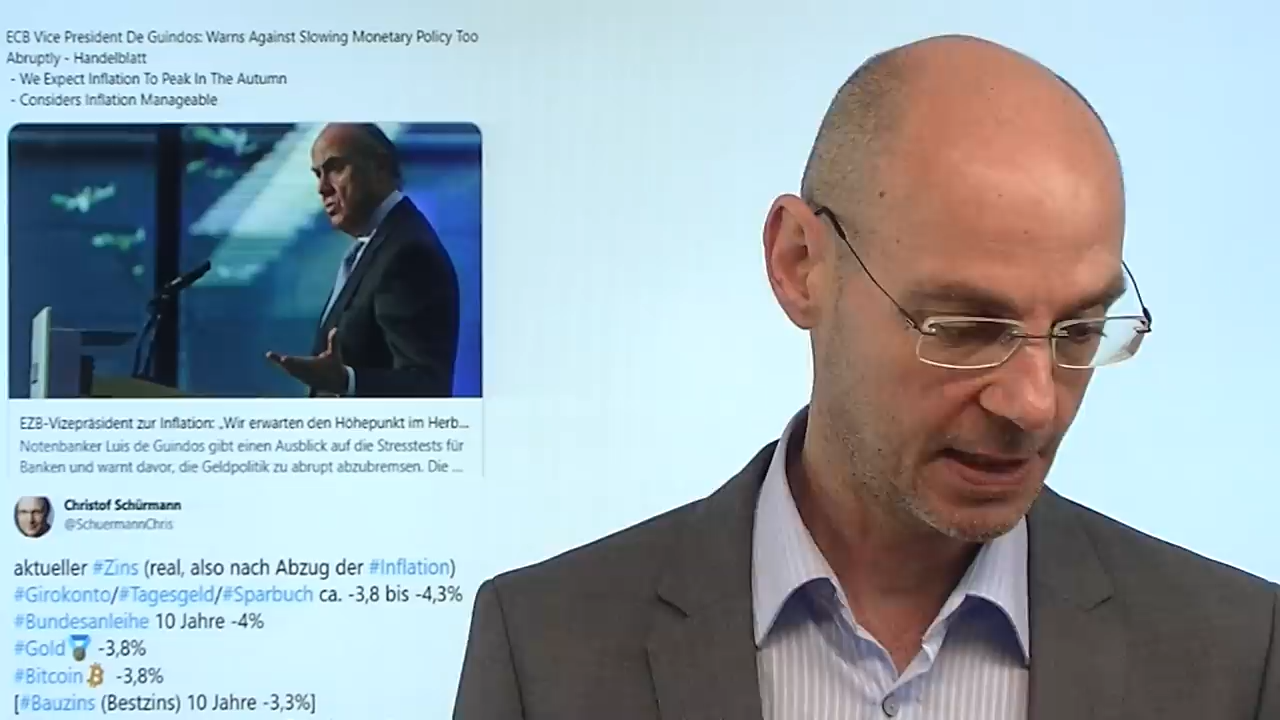 ECB Vice President De Guindos: Warns Against Slowing Monetary Policy Too
Abruptly - Handelblatt
- We Expect Inflation To Peak In The Autumn
- Considers Inflation Manageable
EZB-Vizepräsident zur Inflation: „Wir erwarten den Höhepunkt im Herb...
Notenbanker Luis de Guindos gibt einen Ausblick auf die Stresstests für
Banken und warnt davor, die Geldpolitik zu abrupt abzubremsen. Die ...
Christof Schürmann
@SchuermannChris
aktueller #Zins (real, also nach Abzug der #Inflation)
#Girokonto/#Tagesgeld/#Sparbuch ca. -3,8 bis -4,3%
#Bundesanleihe 10 Jahre -4%
#Gold -3,8%
#Bitcoin -3,8%
[#Bauzins (Bestzins) 10 Jahre -3,3%]